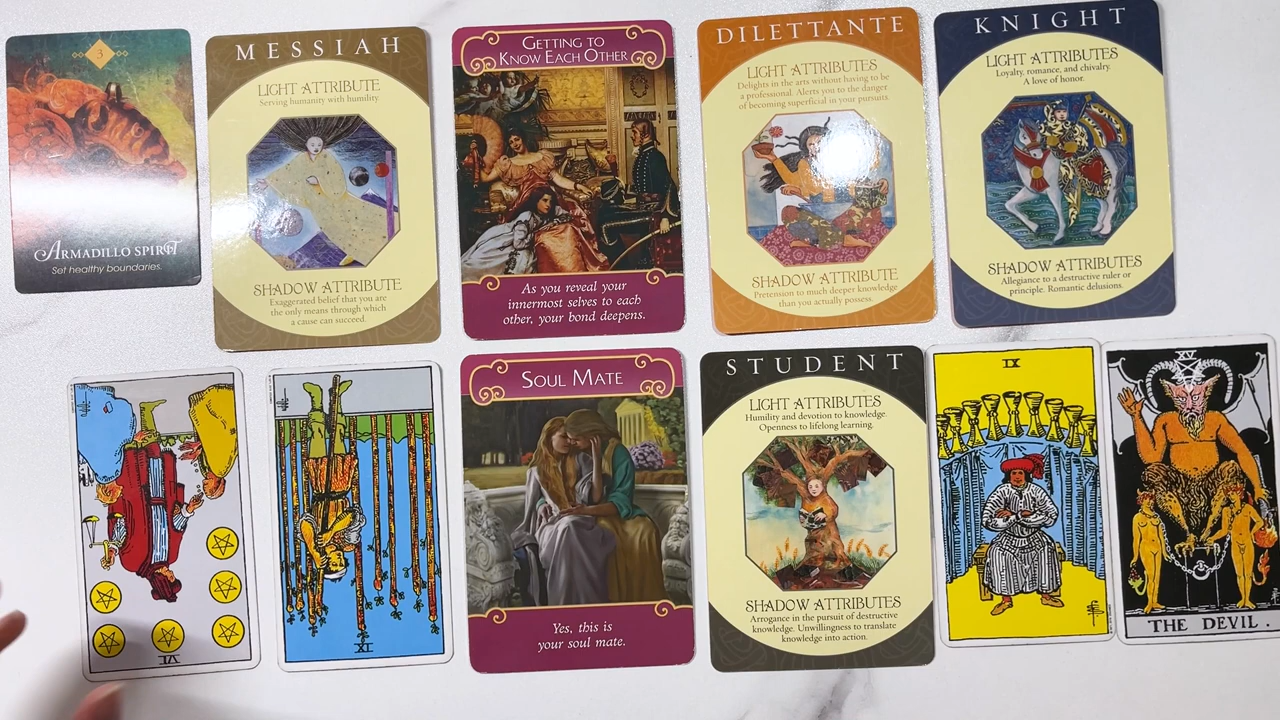 3
ARMADILLO SPIRIT
Set healthy boundaries.
MESSIAH
LIGHT ATTRIBUTE
Serving humanity with humility.
SHADOW ATTRIBUTE
Exaggerated belief that you are
the only means through which
a cause can succeed.
GETTING TO
KNOW EACH OTHER
As you reveal your
innermost selves to each
other, your bond deepens.
DILETTANTE
LIGHT ATTRIBUTES
Delights in the arts without having to be
a professional. Alerts you to the danger
of becoming superficial in your pursuits.
SHADOW ATTRIBUTE
Pretension to much deeper knowledge
than you actually possess.
KNIGHT
LIGHT ATTRIBUTES
Loyalty, romance, and chivalry.
A love of honor.
SHADOW ATTRIBUTES
Allegiance to a destructive ruler or
principle. Romantic delusions.
VI
IX
SOUL MATE
Yes, this is
your soul mate.
STUDENT
LIGHT ATTRIBUTES
Humility and devotion to knowledge.
Openness to lifelong learning.
SHADOW ATTRIBUTES
Arrogance in the pursuit of destructive
knowledge. Unwillingness to translate
knowledge into action.
IX
XV
THE DEVIL.